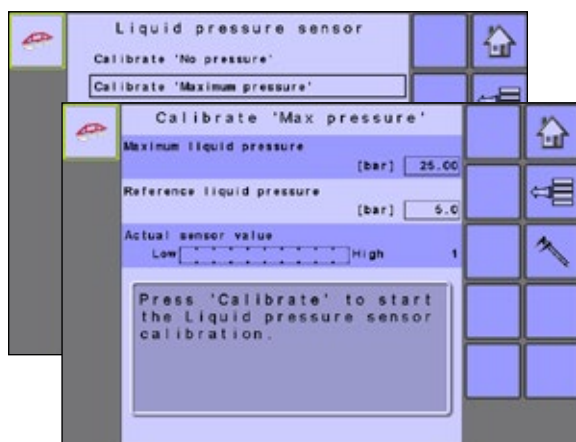 Liquid pressure sensor
Calibrate 'No pressure'
Calibrate 'Maximum pressure'
Calibrate 'Max pressure'
Maximum liquid pressure
[bar] 25.00
Reference liquid pressure
[bar] 5.0
Actual sensor value
Low High 1
Press 'Calibrate' to start
the Liquid pressure sensor
calibration.